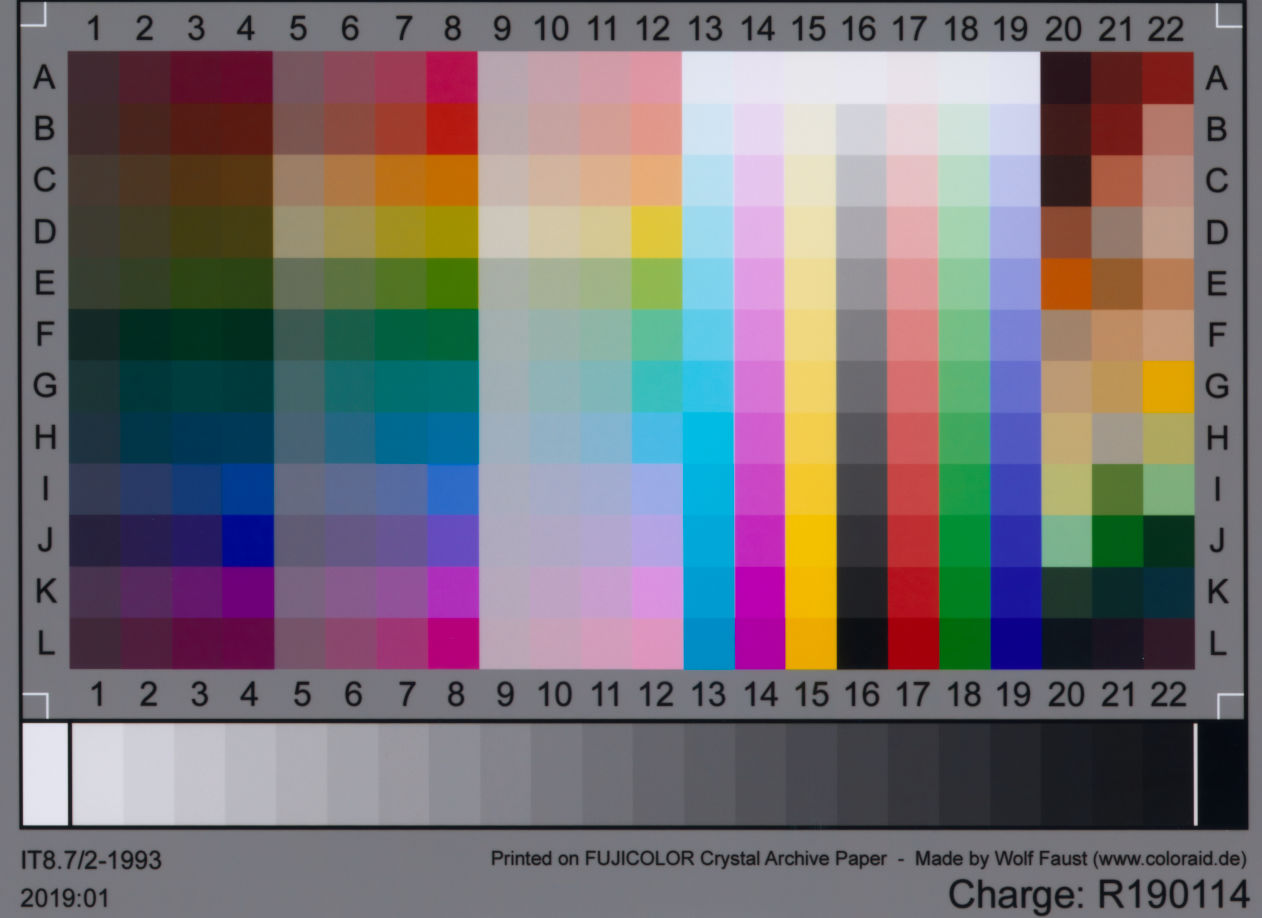 1 2 3 4 5 6 7 8 9 10 11 12 13 14 15 16 17 18 19 20 21 22
A A
B B
C C
D D
E E
F F
G G
H H
I I
J J
K K
L L
1 2 3 4 5 6 7 8 9 10 11 12 13 14 15 16 17 18 19 20 21 22
IT8.7/2-1993 Printed on FUJICOLOR Crystal Archive Paper - Made by Wolf Faust (www.coloraid.de)
2019:01 Charge: R190114